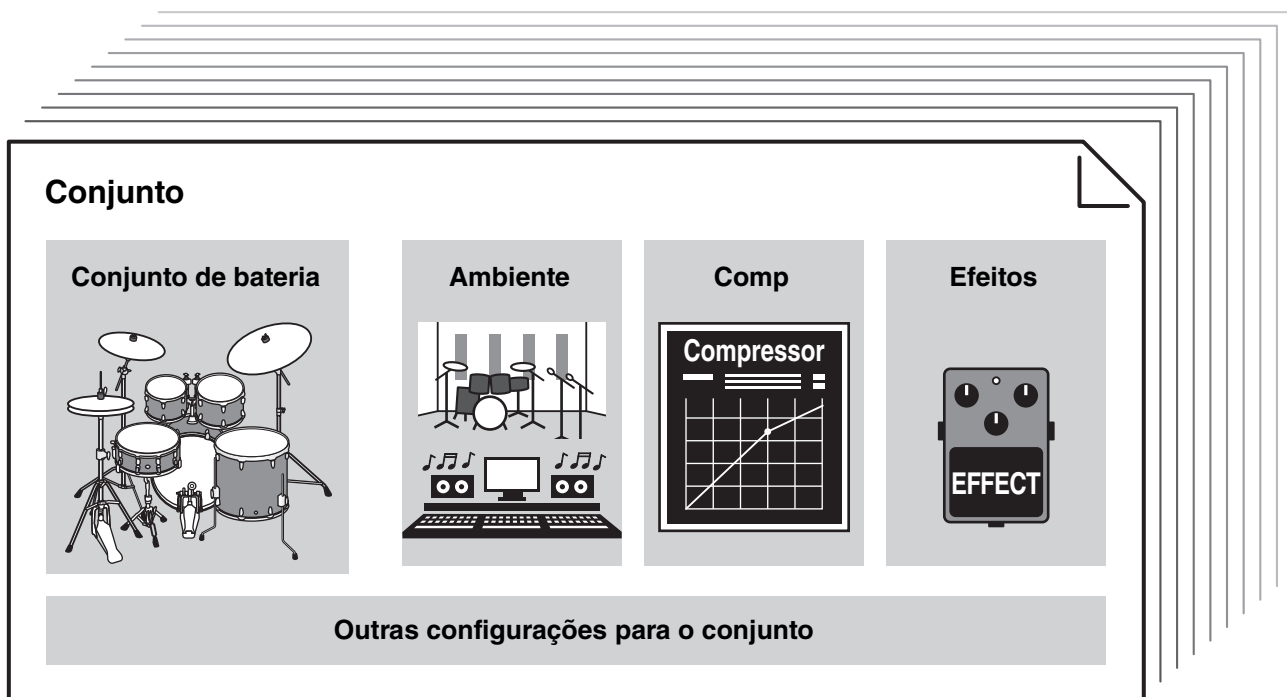 Conjunto
Conjunto de bateria
Ambiente
Comp
Efeitos
Compressor
EFFECT
Outras configurações para o conjunto